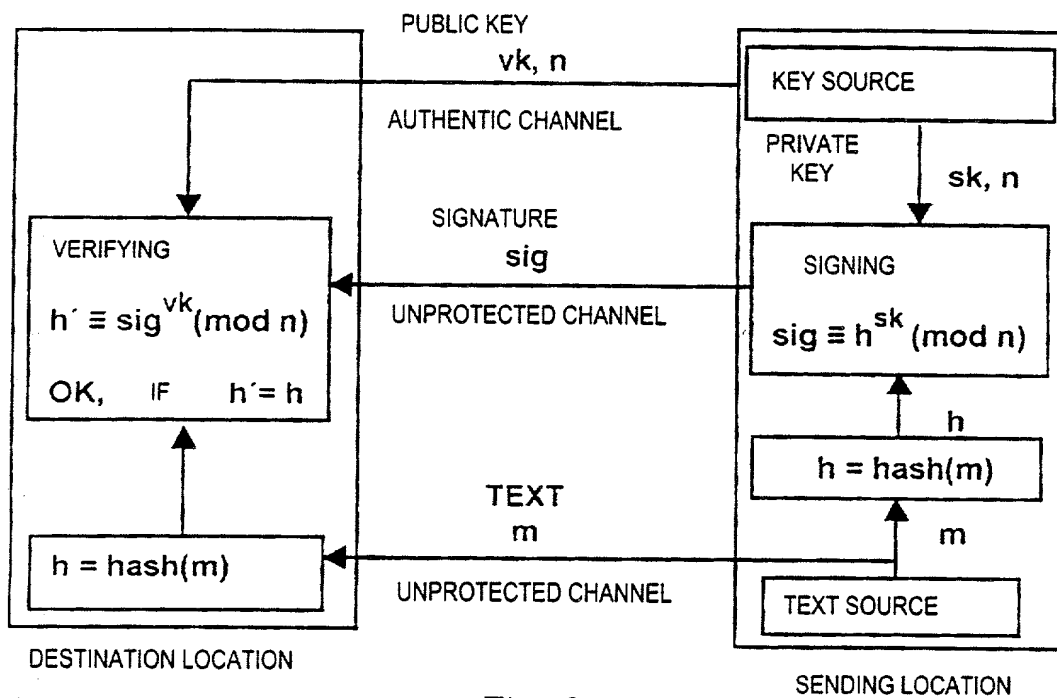 PUBLIC KEY
vk, n
AUTHENTIC CHANNEL
KEY SOURCE
PRIVATE
KEY
sk, n
SIGNATURE
sig
UNPROTECTED CHANNEL
VERIFYING
h´ ≡ sig^vk (mod n)
OK, IF h´= h
SIGNING
sig ≡ h^sk (mod n)
h
h = hash(m)
TEXT
m
UNPROTECTED CHANNEL
h = hash(m)
m
TEXT SOURCE
DESTINATION LOCATION
SENDING LOCATION